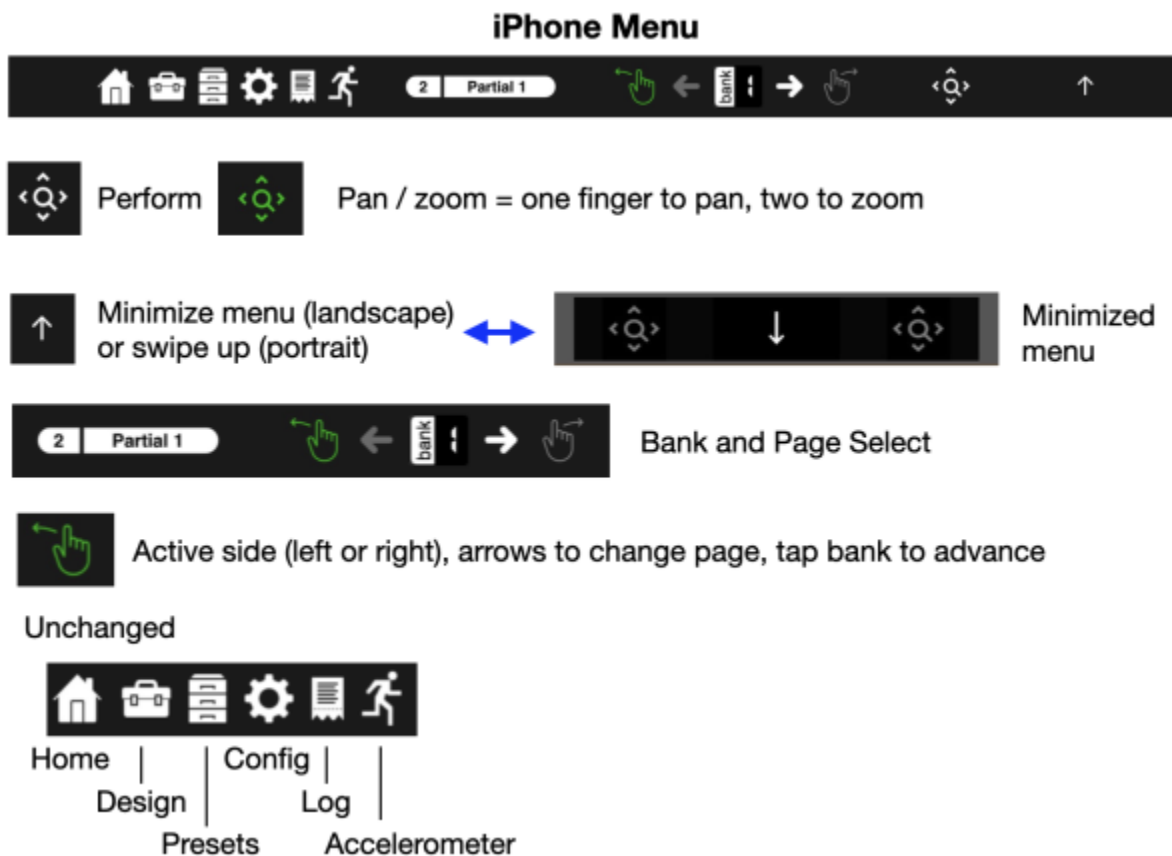 iPhone Menu
2 Partial 1 bank 1
Perform Pan / zoom = one finger to pan, two to zoom
Minimize menu (landscape)
or swipe up (portrait)
Minimized
menu
2 Partial 1 bank 1 Bank and Page Select
Active side (left or right), arrows to change page, tap bank to advance
Unchanged
Home Config
Design Log
Presets Accelerometer